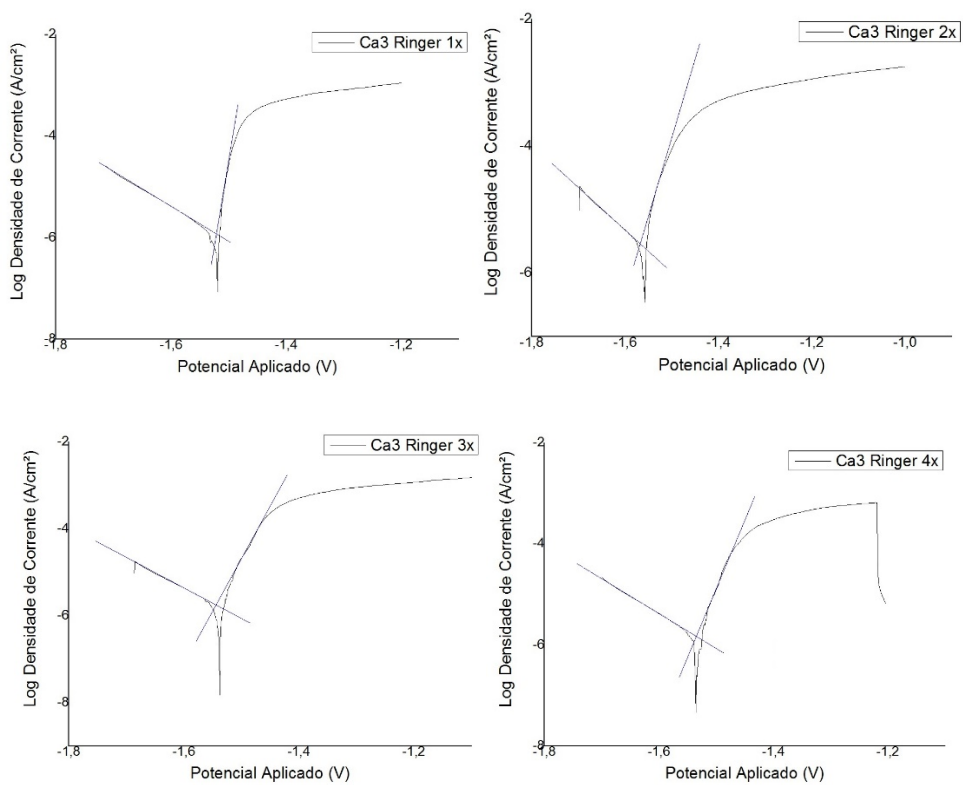 Ca3 Ringer 1x
Log Densidade de Corrente (A/cm²)
-2
-4
-6
-8
-1,8
-1,6
-1,4
-1,2
Potencial Aplicado (V)
Ca3 Ringer 2x
Log Densidade de Corrente (A/cm²)
-2
-4
-6
-1,8
-1,6
-1,4
-1,2
-1,0
Potencial Aplicado (V)
Ca3 Ringer 3x
Log Densidade de Corrente (A/cm²)
-2
-4
-6
-8
-1,8
-1,6
-1,4
-1,2
Potencial Aplicado (V)
Ca3 Ringer 4x
Log Densidade de Corrente (A/cm²)
-2
-4
-6
-8
-1,8
-1,6
-1,4
-1,2
Potencial Aplicado (V)